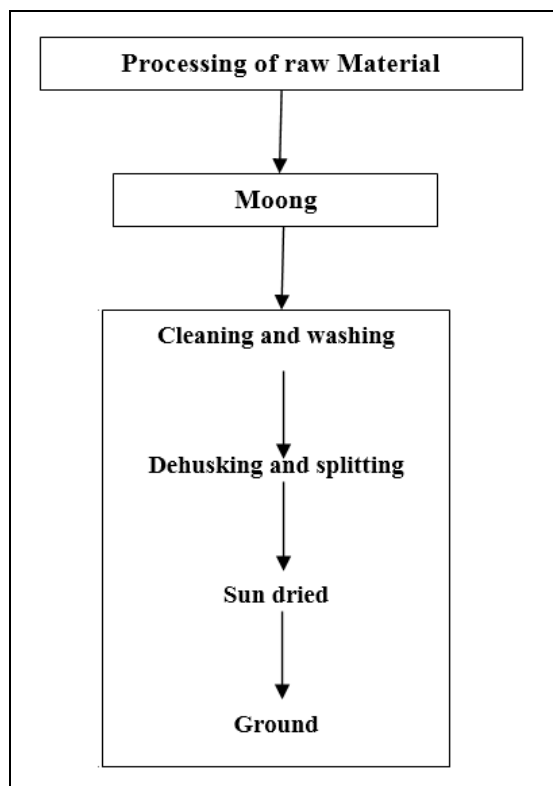 Processing of raw Material
Moong
Cleaning and washing
Dehusking and splitting
Sun dried
Ground